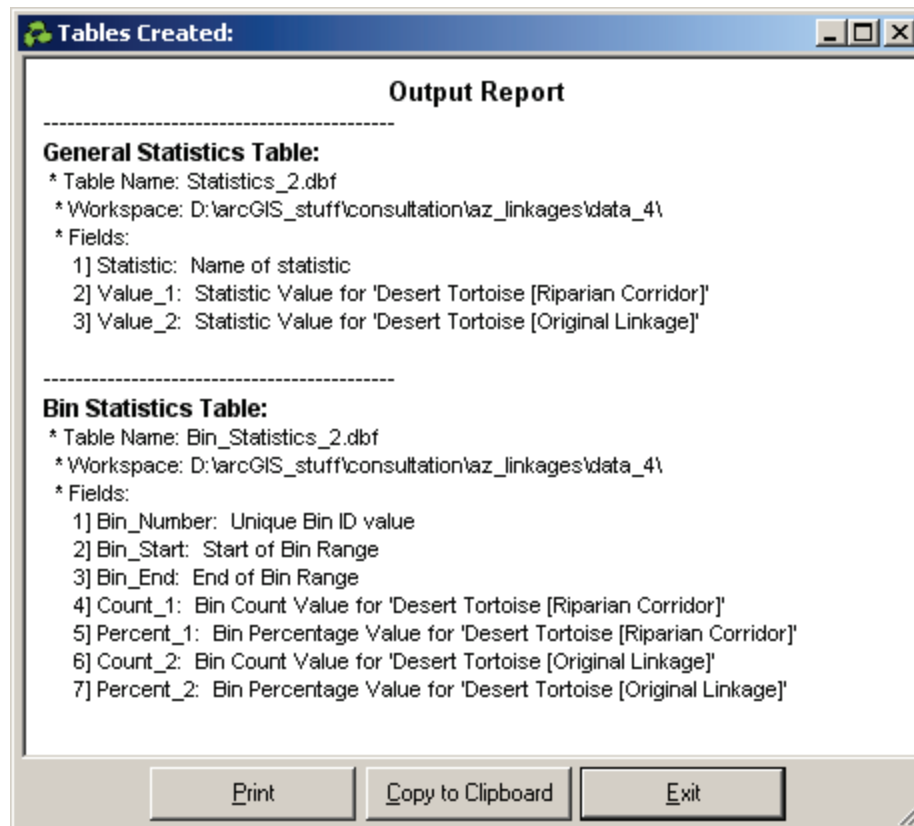 Tables Created:
Output Report
--------------------------------------------
General Statistics Table:
* Table Name: Statistics_2.dbf
* Workspace: D:\arcGIS_stuff\consultation\az_linkages\data_4\
* Fields:
1] Statistic:  Name of statistic
2] Value_1:  Statistic Value for 'Desert Tortoise [Riparian Corridor]'
3] Value_2:  Statistic Value for 'Desert Tortoise [Original Linkage]'
--------------------------------------------
Bin Statistics Table:
* Table Name: Bin_Statistics_2.dbf
* Workspace: D:\arcGIS_stuff\consultation\az_linkages\data_4\
* Fields:
1] Bin_Number:  Unique Bin ID value
2] Bin_Start:  Start of Bin Range
3] Bin_End:  End of Bin Range
4] Count_1:  Bin Count Value for 'Desert Tortoise [Riparian Corridor]'
5] Percent_1:  Bin Percentage Value for 'Desert Tortoise [Riparian Corridor]'
6] Count_2:  Bin Count Value for 'Desert Tortoise [Original Linkage]'
7] Percent_2:  Bin Percentage Value for 'Desert Tortoise [Original Linkage]'
Print Copy to Clipboard Exit